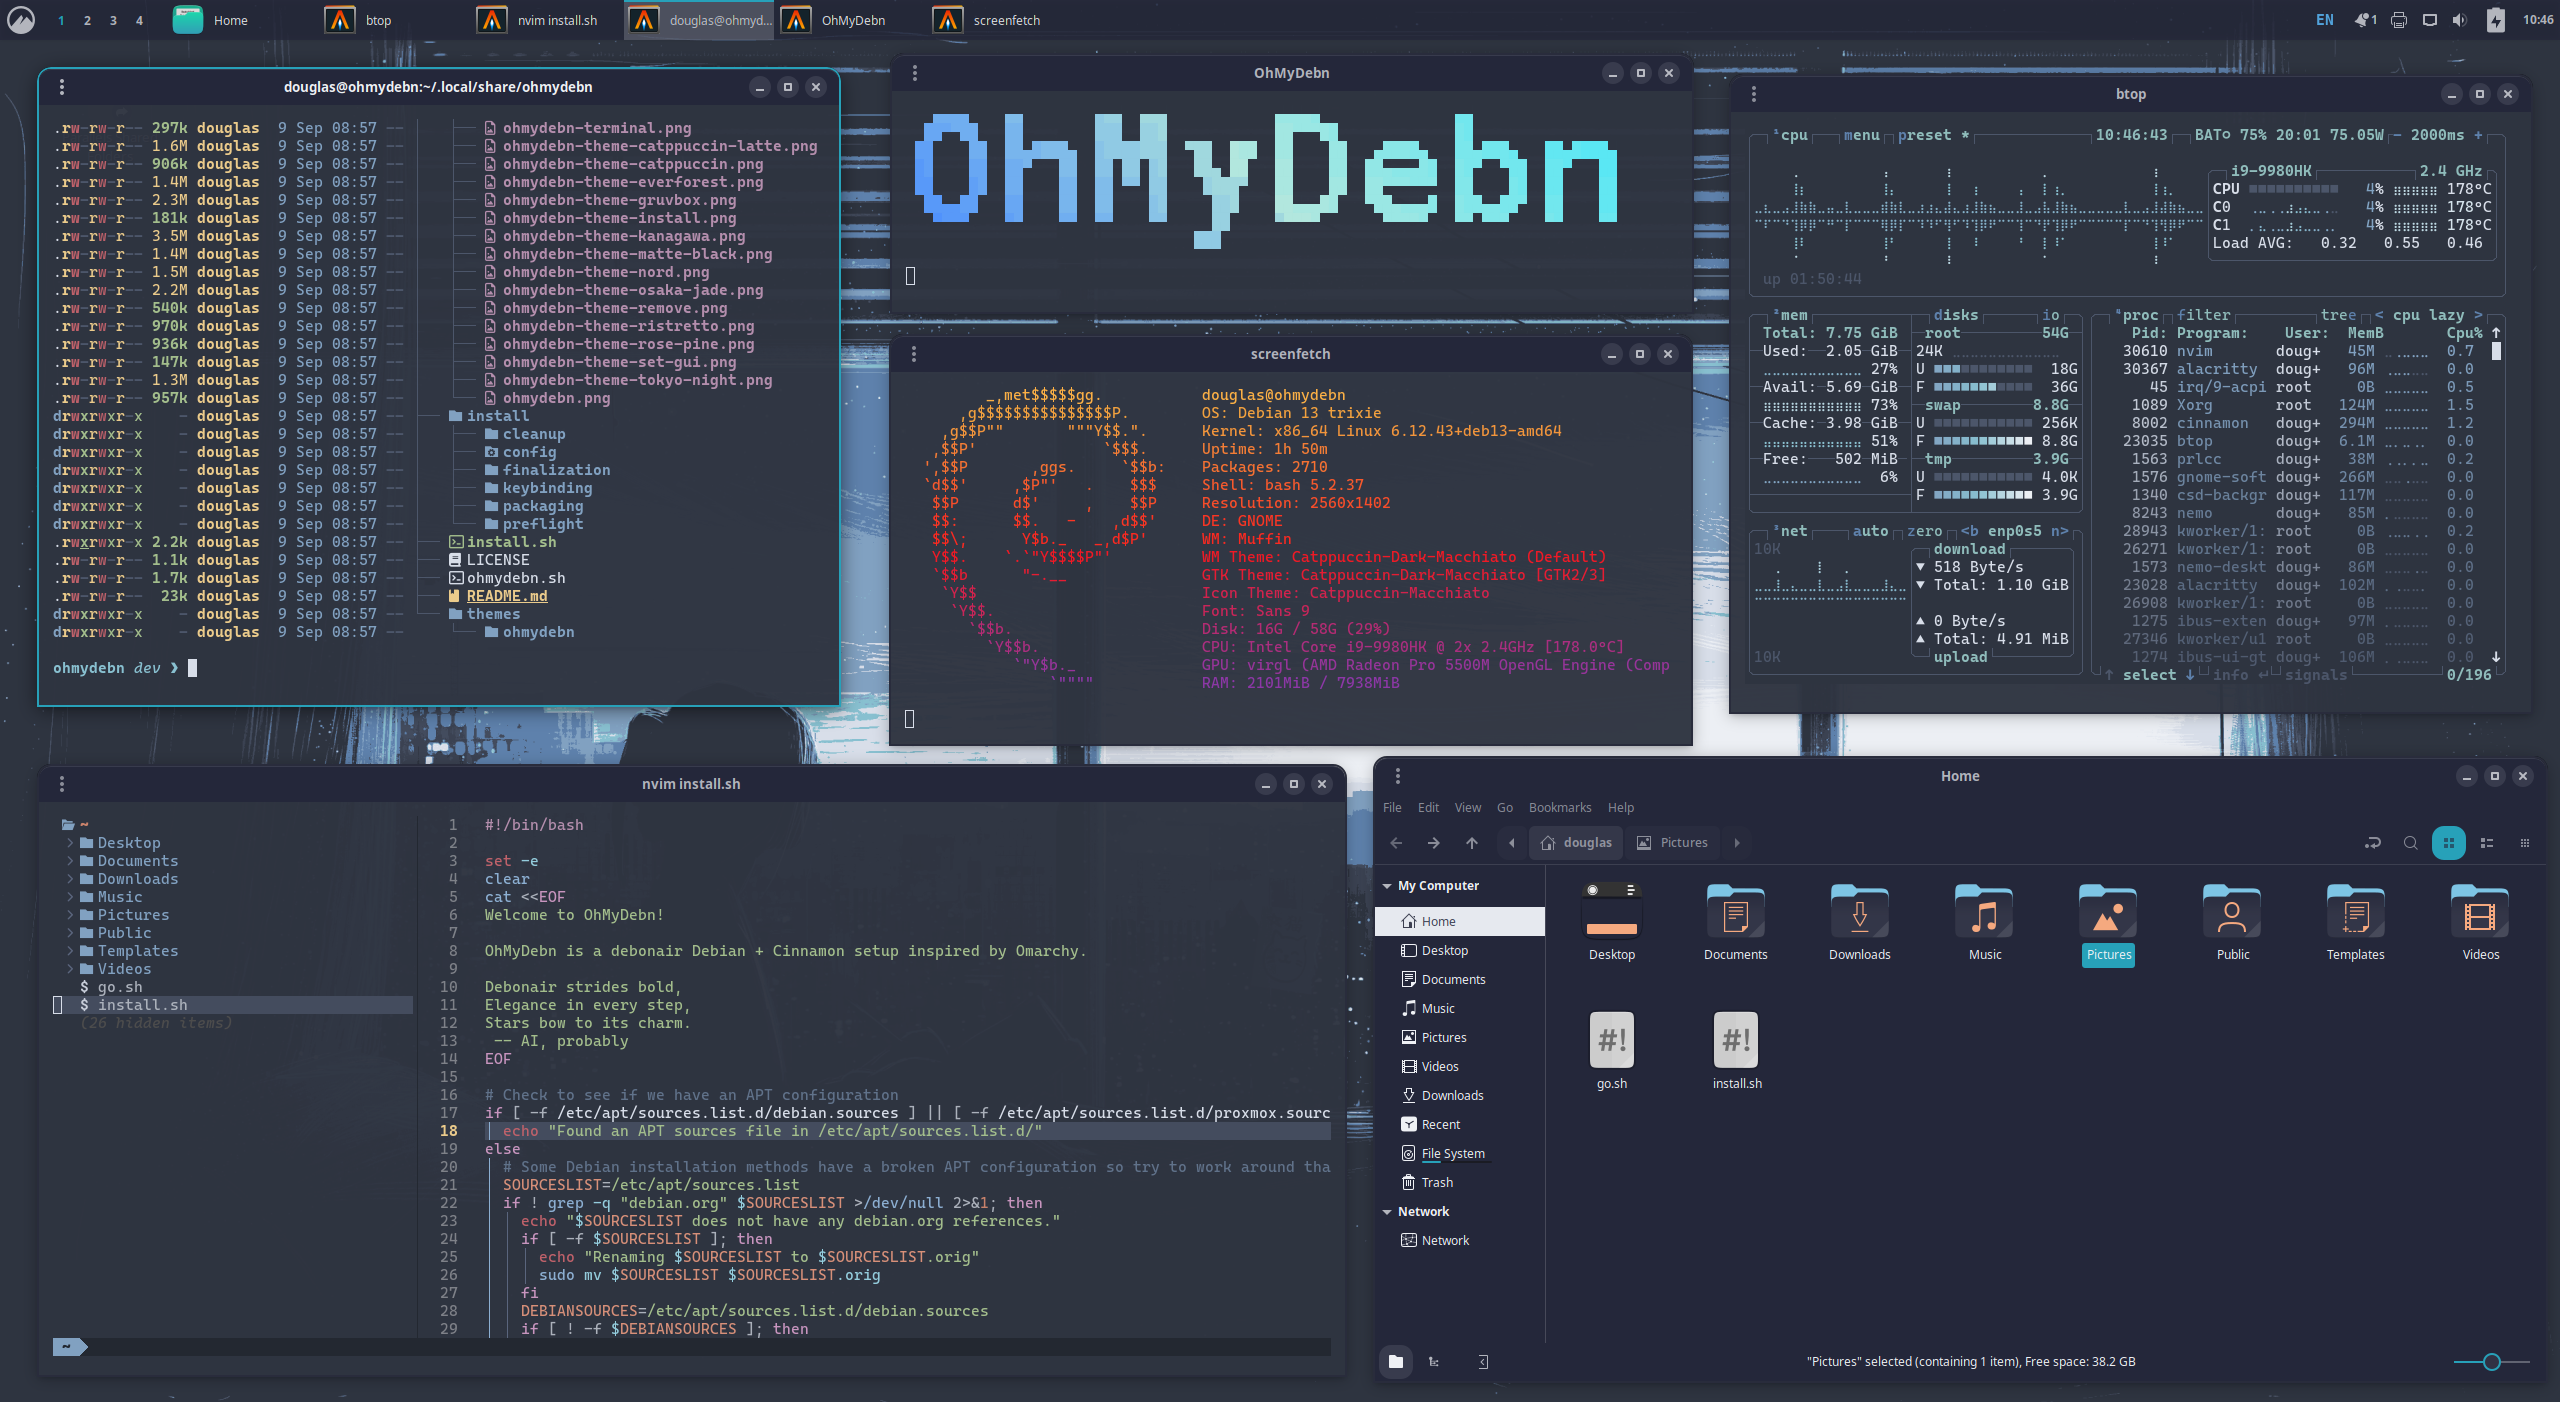 1 2 3 4 Home btop nvim install.sh douglas@ohmyd... OhMyDebn screenfetch EN 1 10:46
douglas@ohmydebn:~/.local/share/ohmydebn
.rw-rw-r-- 297k douglas 9 Sep 08:57 -- ohmydebn-terminal.png
.rw-rw-r-- 1.6M douglas 9 Sep 08:57 -- ohmydebn-theme-catppuccin-latte.png
.rw-rw-r-- 906k douglas 9 Sep 08:57 -- ohmydebn-theme-catppuccin.png
.rw-rw-r-- 1.4M douglas 9 Sep 08:57 -- ohmydebn-theme-everforest.png
.rw-rw-r-- 2.3M douglas 9 Sep 08:57 -- ohmydebn-theme-gruvbox.png
.rw-rw-r-- 181k douglas 9 Sep 08:57 -- ohmydebn-theme-install.png
.rw-rw-r-- 3.5M douglas 9 Sep 08:57 -- ohmydebn-theme-kanagawa.png
.rw-rw-r-- 1.4M douglas 9 Sep 08:57 -- ohmydebn-theme-matte-black.png
.rw-rw-r-- 1.5M douglas 9 Sep 08:57 -- ohmydebn-theme-nord.png
.rw-rw-r-- 2.2M douglas 9 Sep 08:57 -- ohmydebn-theme-osaka-jade.png
.rw-rw-r-- 540k douglas 9 Sep 08:57 -- ohmydebn-theme-remove.png
.rw-rw-r-- 970k douglas 9 Sep 08:57 -- ohmydebn-theme-ristretto.png
.rw-rw-r-- 936k douglas 9 Sep 08:57 -- ohmydebn-theme-rose-pine.png
.rw-rw-r-- 147k douglas 9 Sep 08:57 -- ohmydebn-theme-set-gui.png
.rw-rw-r-- 1.3M douglas 9 Sep 08:57 -- ohmydebn-theme-tokyo-night.png
.rw-rw-r-- 957k douglas 9 Sep 08:57 -- ohmydebn.png
drwxrwxr-x - douglas 9 Sep 08:57 -- install
drwxrwxr-x - douglas 9 Sep 08:57 -- cleanup
drwxrwxr-x - douglas 9 Sep 08:57 -- config
drwxrwxr-x - douglas 9 Sep 08:57 -- finalization
drwxrwxr-x - douglas 9 Sep 08:57 -- keybinding
drwxrwxr-x - douglas 9 Sep 08:57 -- packaging
drwxrwxr-x - douglas 9 Sep 08:57 -- preflight
.rwxrwxr-x 2.2k douglas 9 Sep 08:57 -- install.sh
.rw-rw-r-- 1.1k douglas 9 Sep 08:57 -- LICENSE
.rw-rw-r-- 1.7k douglas 9 Sep 08:57 -- ohmydebn.sh
.rw-rw-r-- 23k douglas 9 Sep 08:57 -- README.md
drwxrwxr-x - douglas 9 Sep 08:57 -- themes
drwxrwxr-x - douglas 9 Sep 08:57 -- ohmydebn
ohmydebn dev ❯
OhMyDebn
OhMyDebn
screenfetch
_,met$$$$$gg.
,g$$$$$$$$$$$$$$$P.
,g$$P"" """Y$$.".
,$$P' `$$$.
',$$P ,ggs. `$$b:
`d$$' ,$P"' . $$$
$$P d$' , $$P
$$: $$. - ,d$$'
$$\; Y$b._ _,d$P'
Y$$. `.`"Y$$$$P"'
`$$b "-.__
`Y$$
`Y$$.
`$$b.
`Y$$b.
`"Y$b._
`""""
douglas@ohmydebn
OS: Debian 13 trixie
Kernel: x86_64 Linux 6.12.43+deb13-amd64
Uptime: 1h 50m
Packages: 2710
Shell: bash 5.2.37
Resolution: 2560x1402
DE: GNOME
WM: Muffin
WM Theme: Catppuccin-Dark-Macchiato (Default)
GTK Theme: Catppuccin-Dark-Macchiato [GTK2/3]
Icon Theme: Catppuccin-Macchiato
Font: Sans 9
Disk: 16G / 58G (29%)
CPU: Intel Core i9-9980HK @ 2x 2.4GHz [178.0°C]
GPU: virgl (AMD Radeon Pro 5500M OpenGL Engine (Comp
RAM: 2101MiB / 7938MiB
btop
¹cpu menu preset * 10:46:43 BAT 75% 20:01 75.05W - 2000ms +
i9-9980HK 2.4 GHz
CPU 4% 178°C
C0 4% 178°C
C1 4% 178°C
Load AVG: 0.32 0.55 0.46
up 01:50:44
²mem disks io
Total: 7.75 GiB
Used: 2.05 GiB
27%
Avail: 5.69 GiB
73%
Cache: 3.98 GiB
51%
Free: 502 MiB
6%
root 54G
24K
U 18G
F 36G
swap 8.8G
U 256K
F 8.8G
tmp 3.9G
U 4.0K
F 3.9G
³net auto zero <b enp0s5 n>
10K
download
▼ 518 Byte/s
▼ Total: 1.10 GiB
▲ 0 Byte/s
▲ Total: 4.91 MiB
upload
10K
⁴proc filter tree < cpu lazy >
Pid: Program: User: MemB Cpu% ↑
30610 nvim doug+ 45M 0.7
30367 alacritty doug+ 96M 0.0
45 irq/9-acpi root 0B 0.5
1089 Xorg root 124M 1.5
8002 cinnamon doug+ 294M 1.2
23035 btop doug+ 6.1M 0.0
1563 prlcc doug+ 38M 0.2
1576 gnome-soft doug+ 266M 0.0
1340 csd-backgr doug+ 117M 0.0
8243 nemo doug+ 85M 0.0
28943 kworker/1: root 0B 0.2
26271 kworker/1: root 0B 0.0
1573 nemo-deskt doug+ 86M 0.0
23028 alacritty doug+ 102M 0.0
26908 kworker/1: root 0B 0.0
1275 ibus-exten doug+ 97M 0.0
27346 kworker/u1 root 0B 0.0
1274 ibus-ui-gt doug+ 106M 0.0 ↓
↑ select ↓ info ↵ signals 0/196
nvim install.sh
~
Desktop
Documents
Downloads
Music
Pictures
Public
Templates
Videos
$ go.sh
$ install.sh
(26 hidden items)
1 #!/bin/bash
2
3 set -e
4 clear
5 cat <<EOF
6 Welcome to OhMyDebn!
7
8 OhMyDebn is a debonair Debian + Cinnamon setup inspired by Omarchy.
9
10 Debonair strides bold,
11 Elegance in every step,
12 Stars bow to its charm.
13 -- AI, probably
14 EOF
15
16 # Check to see if we have an APT configuration
17 if [ -f /etc/apt/sources.list.d/debian.sources ] || [ -f /etc/apt/sources.list.d/proxmox.sourc
18 echo "Found an APT sources file in /etc/apt/sources.list.d/"
19 else
20 # Some Debian installation methods have a broken APT configuration so try to work around tha
21 SOURCESLIST=/etc/apt/sources.list
22 if ! grep -q "debian.org" $SOURCESLIST >/dev/null 2>&1; then
23 echo "$SOURCESLIST does not have any debian.org references."
24 if [ -f $SOURCESLIST ]; then
25 echo "Renaming $SOURCESLIST to $SOURCESLIST.orig"
26 sudo mv $SOURCESLIST $SOURCESLIST.orig
27 fi
28 DEBIANSOURCES=/etc/apt/sources.list.d/debian.sources
29 if [ ! -f $DEBIANSOURCES ]; then
~
Home
File Edit View Go Bookmarks Help
douglas Pictures
My Computer
Home
Desktop
Documents
Music
Pictures
Videos
Downloads
Recent
File System
Trash
Network
Network
Desktop Documents Downloads Music Pictures Public Templates Videos
#! #!
go.sh install.sh
"Pictures" selected (containing 1 item), Free space: 38.2 GB